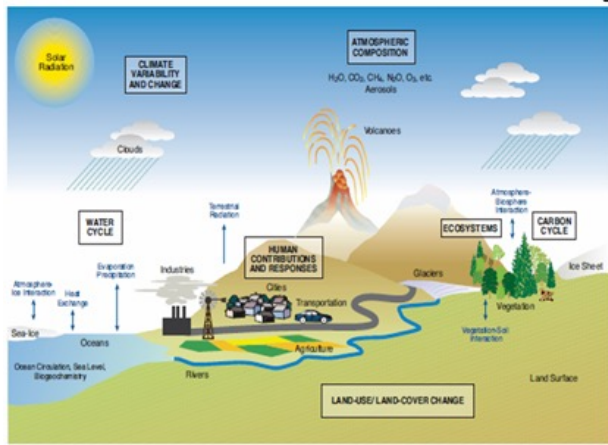 Solar
Radiation
CLIMATE
VARIABILITY
AND CHANGE
ATMOSPHERIC
COMPOSITION
H₂O, CO₂, CH₄, N₂O, O₃, etc.
Aerosols
Volcanoes
Clouds
Atmosphere-
Biosphere
Interaction
Terrestrial
Radiation
WATER
CYCLE
HUMAN
CONTRIBUTIONS
AND RESPONSES
ECOSYSTEMS
CARBON
CYCLE
Evaporation
Precipitation
Industries
Cities
Glaciers
Ice Sheet
Atmosphere-
Ice Interaction
Heat
Exchange
Transportation
Vegetation
Sea-Ice
Oceans
Agriculture
Vegetation-Soil
Interaction
Ocean Circulation, Sea Level,
Biogeochemistry
Rivers
Land Surface
LAND-USE/ LAND-COVER CHANGE